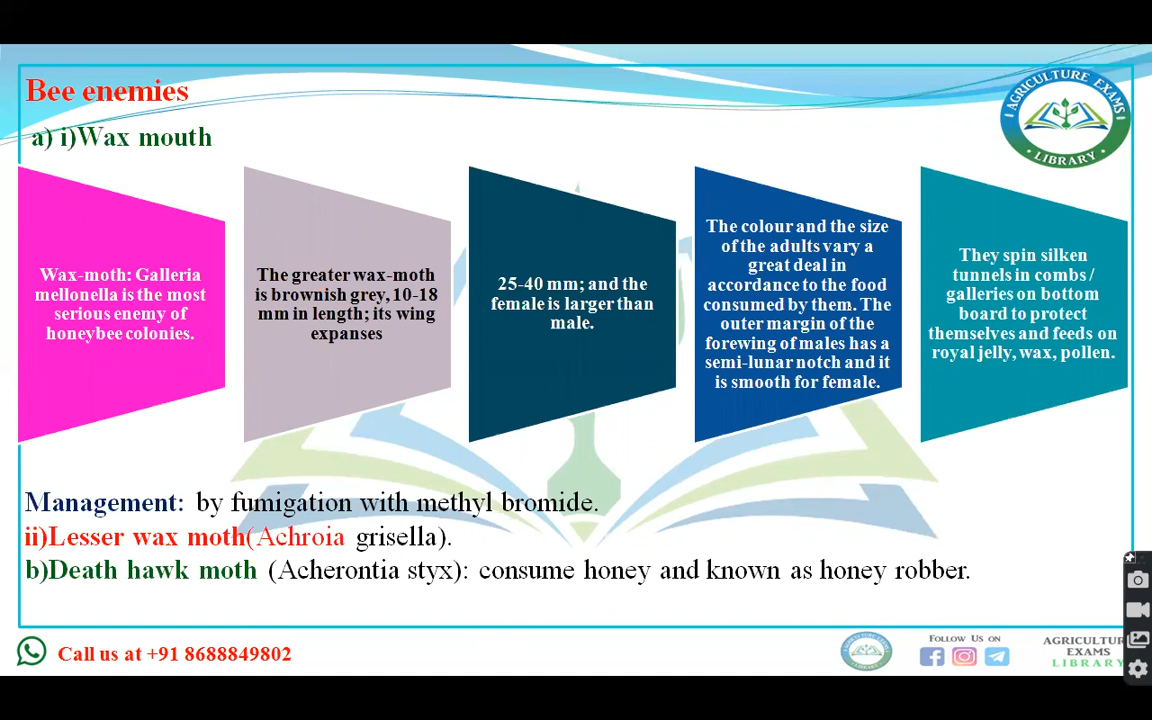 Bee enemies
a) i)Wax mouth
AGRICULTURE EXAMS
LIBRARY
Wax-moth: Galleria
mellonella is the most
serious enemy of
honeybee colonies.
The greater wax-moth
is brownish grey, 10-18
mm in length; its wing
expanses
25-40 mm; and the
female is larger than
male.
The colour and the size
of the adults vary a
great deal in
accordance to the food
consumed by them. The
outer margin of the
forewing of males has a
semi-lunar notch and it
is smooth for female.
They spin silken
tunnels in combs /
galleries on bottom
board to protect
themselves and feeds on
royal jelly, wax, pollen.
Management: by fumigation with methyl bromide.
ii)Lesser wax moth(Achroia grisella).
b)Death hawk moth (Acherontia styx): consume honey and known as honey robber.
Call us at +91 8688849802
FOLLOW US ON
AGRICULTUR
EXAMS
LIBRARY